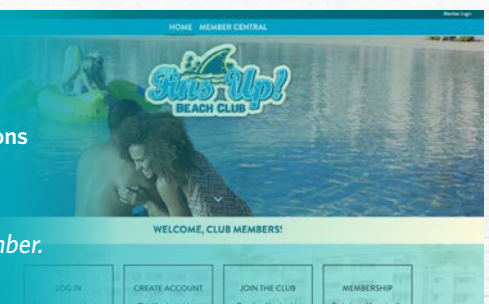 Member Login
HOME MEMBER CENTRAL
Fins Up!
BEACH CLUB
ons
WELCOME, CLUB MEMBERS!
mber.
LOG IN
CREATE ACCOUNT
JOIN THE CLUB
MEMBERSHIP